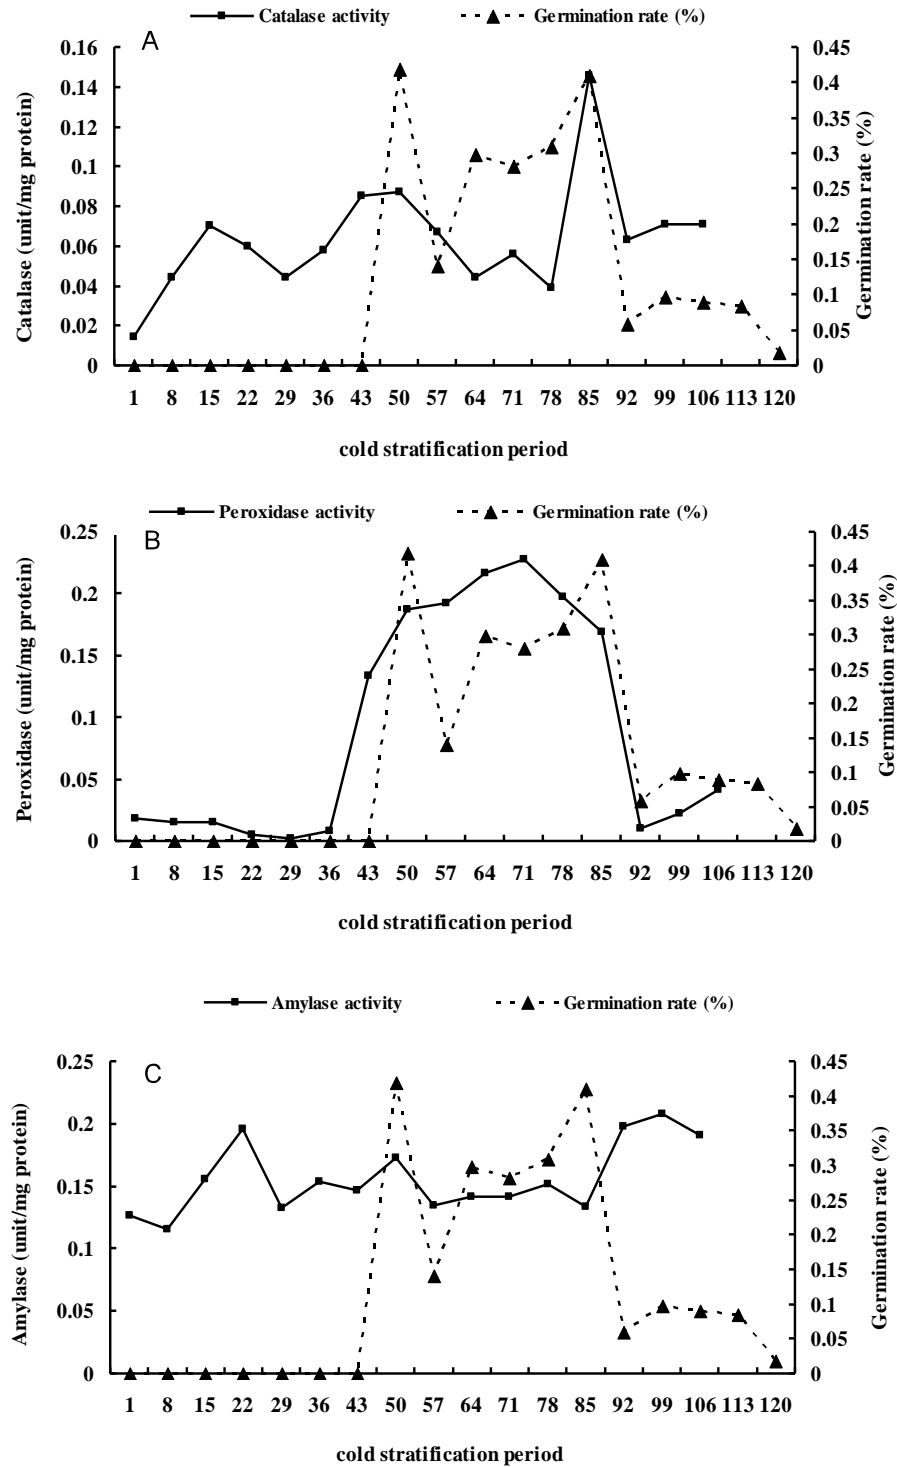 Catalase activity Germination rate (%)
A
0.16 0.45
0.14 0.4
0.12 0.35
0.1 0.3
0.08 0.25
0.06 0.2
0.04 0.15
0.02 0.1
0 0.05
0
Catalase (unit/mg protein)
Germination rate (%)
1 8 15 22 29 36 43 50 57 64 71 78 85 92 99 106 113 120
cold stratification period
Peroxidase activity Germination rate (%)
B
0.25 0.45
0.2 0.4
0.15 0.35
0.1 0.3
0.05 0.25
0 0.2
0.15
0.1
0.05
0
Peroxidase (unit/mg protein)
Germination rate (%)
1 8 15 22 29 36 43 50 57 64 71 78 85 92 99 106 113 120
cold stratification period
Amylase activity Germination rate (%)
C
0.25 0.45
0.2 0.4
0.15 0.35
0.1 0.3
0.05 0.25
0 0.2
0.15
0.1
0.05
0
Amylase (unit/mg protein)
Germination rate (%)
1 8 15 22 29 36 43 50 57 64 71 78 85 92 99 106 113 120
cold stratification period